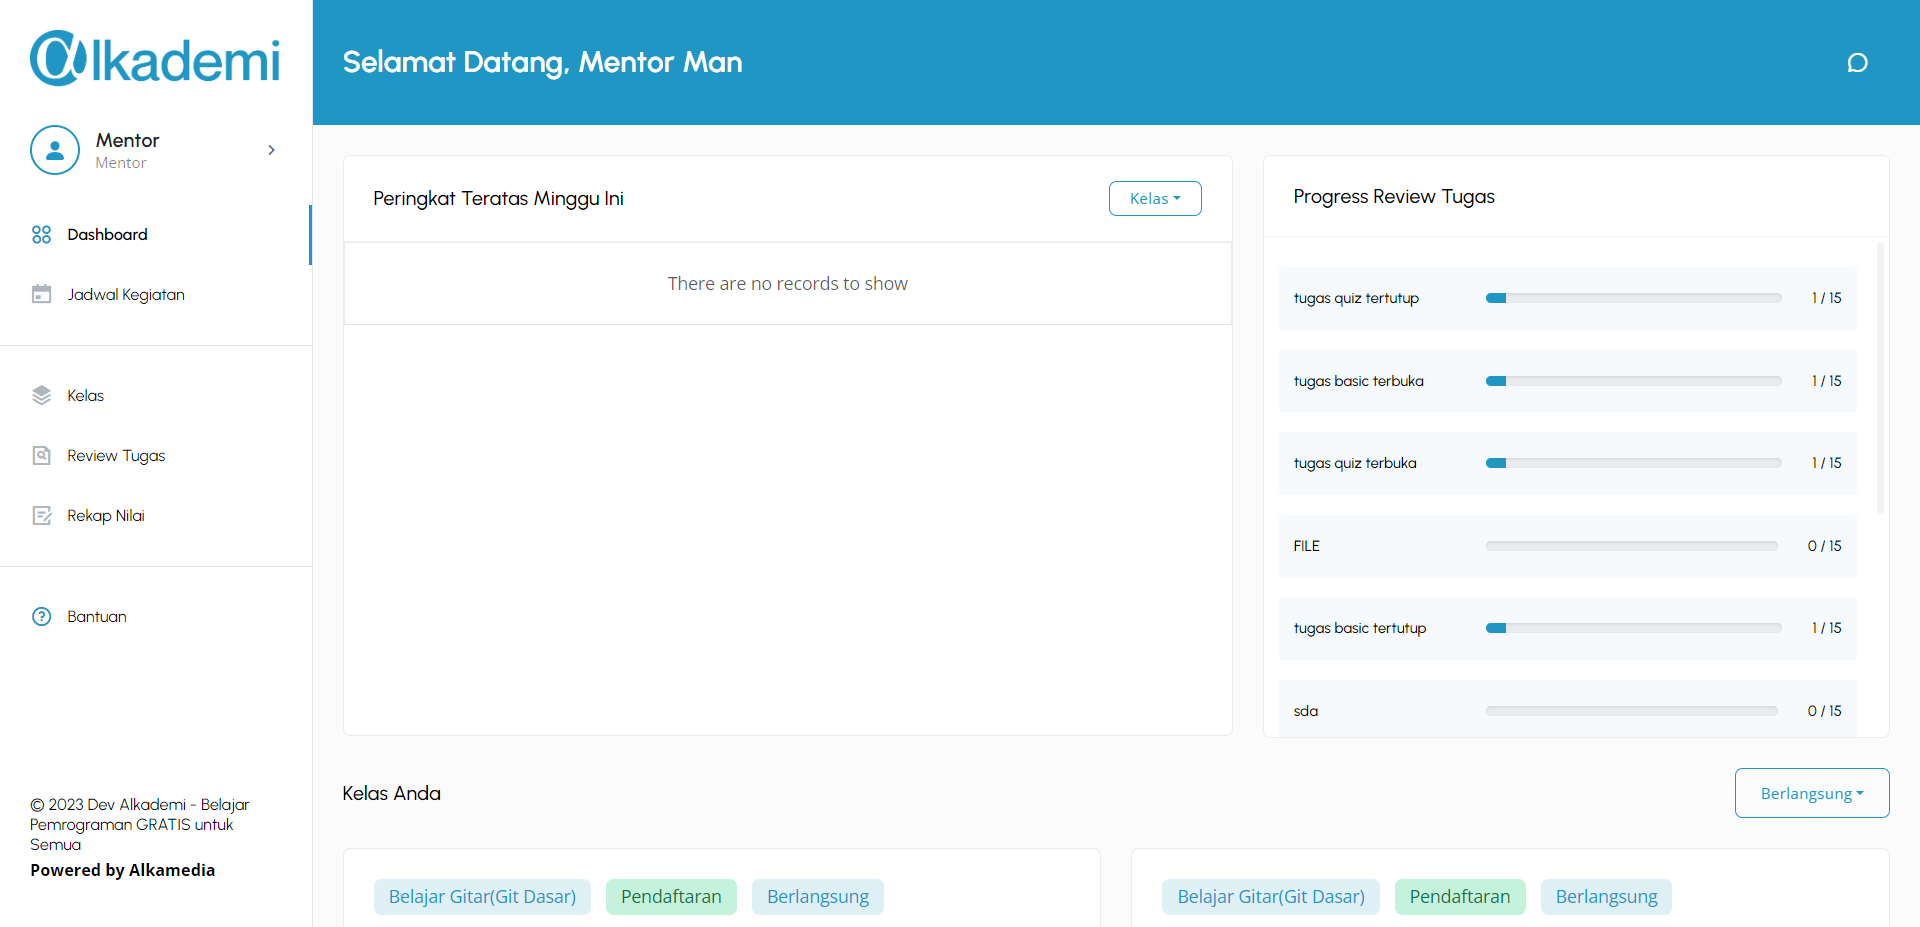 @lkademi
Mentor
Mentor
Dashboard
Jadwal Kegiatan
Kelas
Review Tugas
Rekap Nilai
Bantuan
© 2023 Dev Alkademi - Belajar
Pemrograman GRATIS untuk
Semua
Powered by Alkamedia
Selamat Datang, Mentor Man
Peringkat Teratas Minggu Ini
Kelas
There are no records to show
Progress Review Tugas
tugas quiz tertutup 1 / 15
tugas basic terbuka 1 / 15
tugas quiz terbuka 1 / 15
FILE 0 / 15
tugas basic tertutup 1 / 15
sda 0 / 15
Kelas Anda
Berlangsung
Belajar Gitar(Git Dasar) Pendaftaran Berlangsung
Belajar Gitar(Git Dasar) Pendaftaran Berlangsung